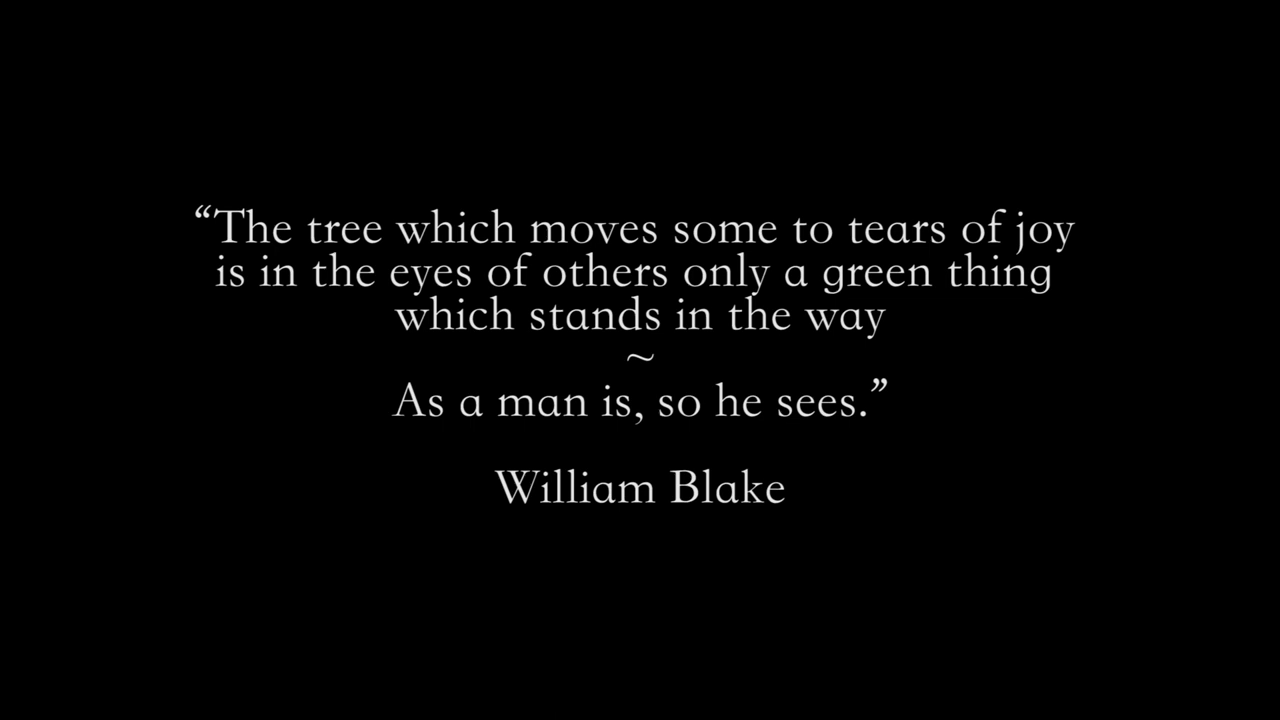 “The tree which moves some to tears of joy
is in the eyes of others only a green thing
which stands in the way
~
As a man is, so he sees.”
William Blake